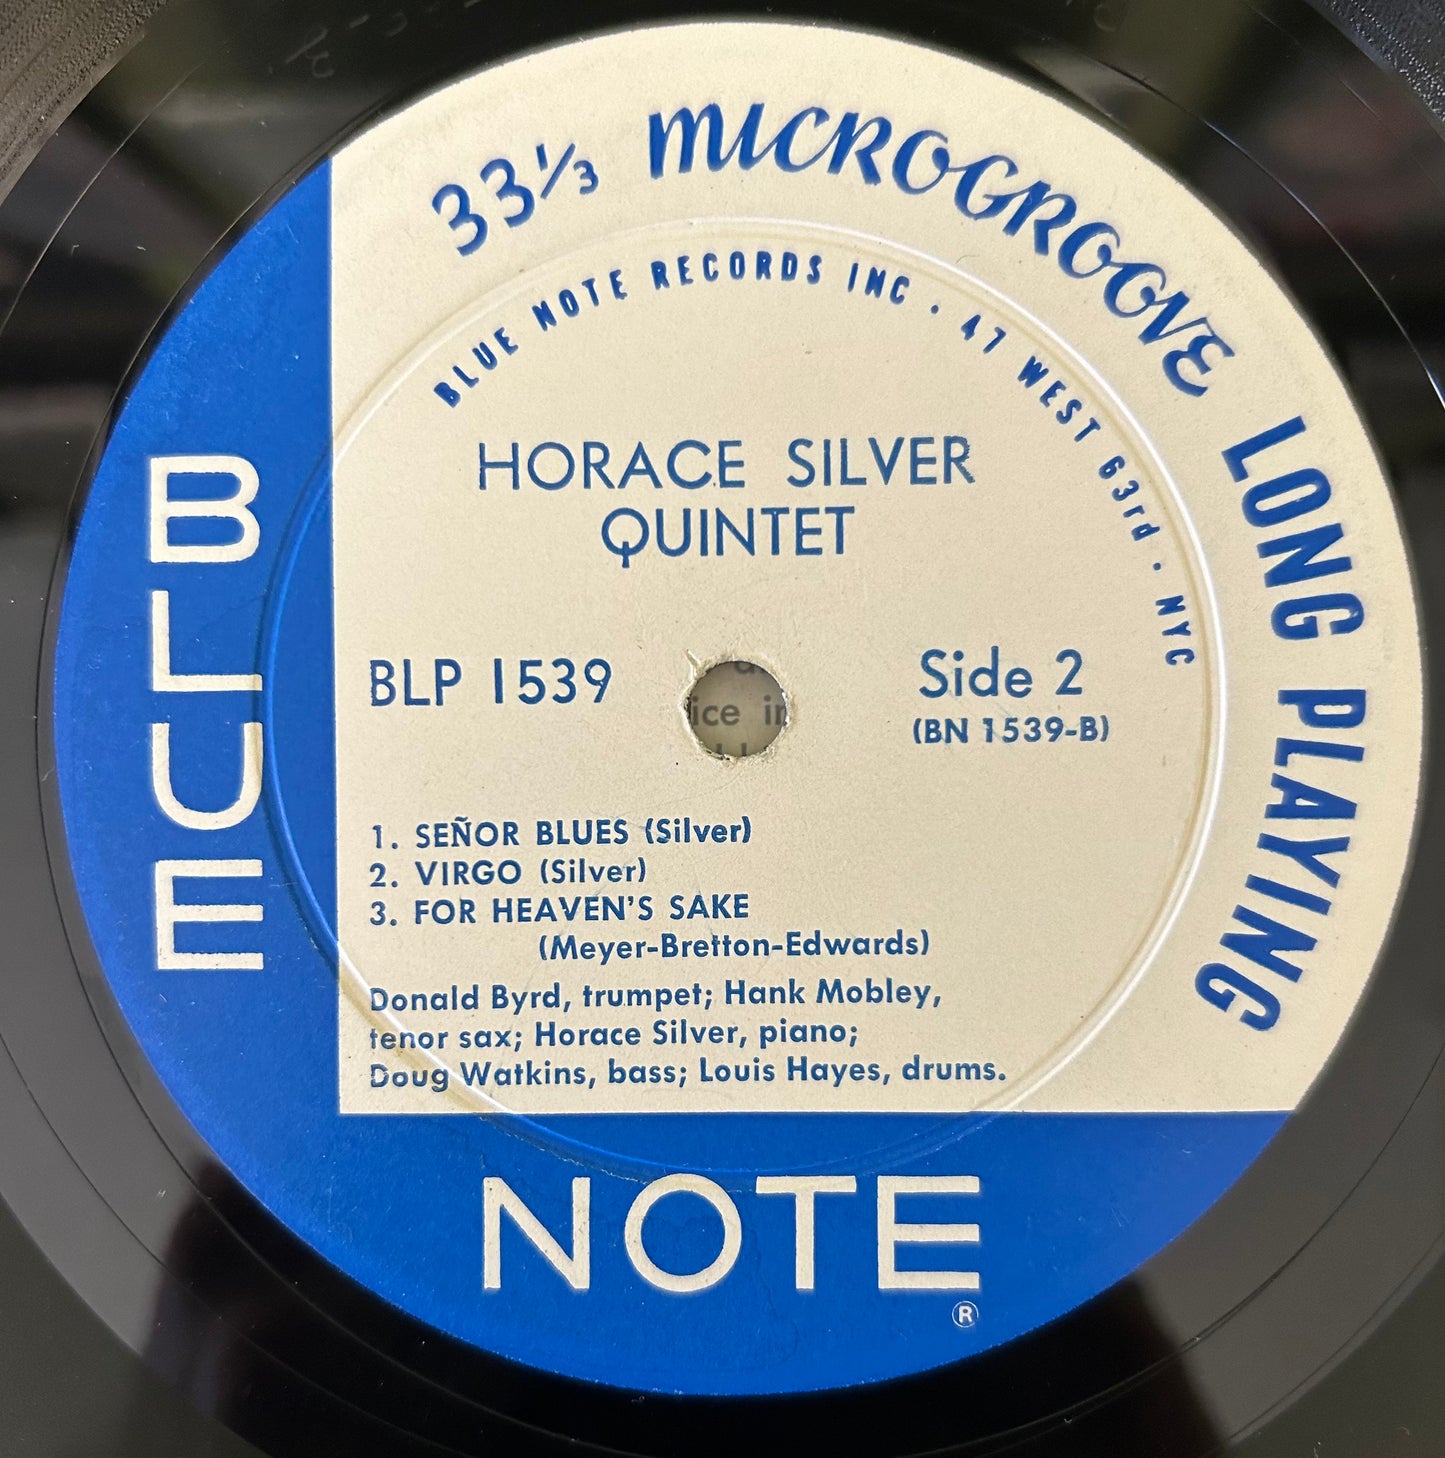 33⅓ MICROGROOVE LONG PLAYING
BLUE NOTE RECORDS INC · 47 WEST 63rd · NYC
HORACE SILVER
QUINTET
BLP 1539
Side 2
(BN 1539-B)
1. SEÑOR BLUES (Silver)
2. VIRGO (Silver)
3. FOR HEAVEN'S SAKE
(Meyer-Bretton-Edwards)
Donald Byrd, trumpet; Hank Mobley,
tenor sax; Horace Silver, piano;
Doug Watkins, bass; Louis Hayes, drums.
BLUE
NOTE
®